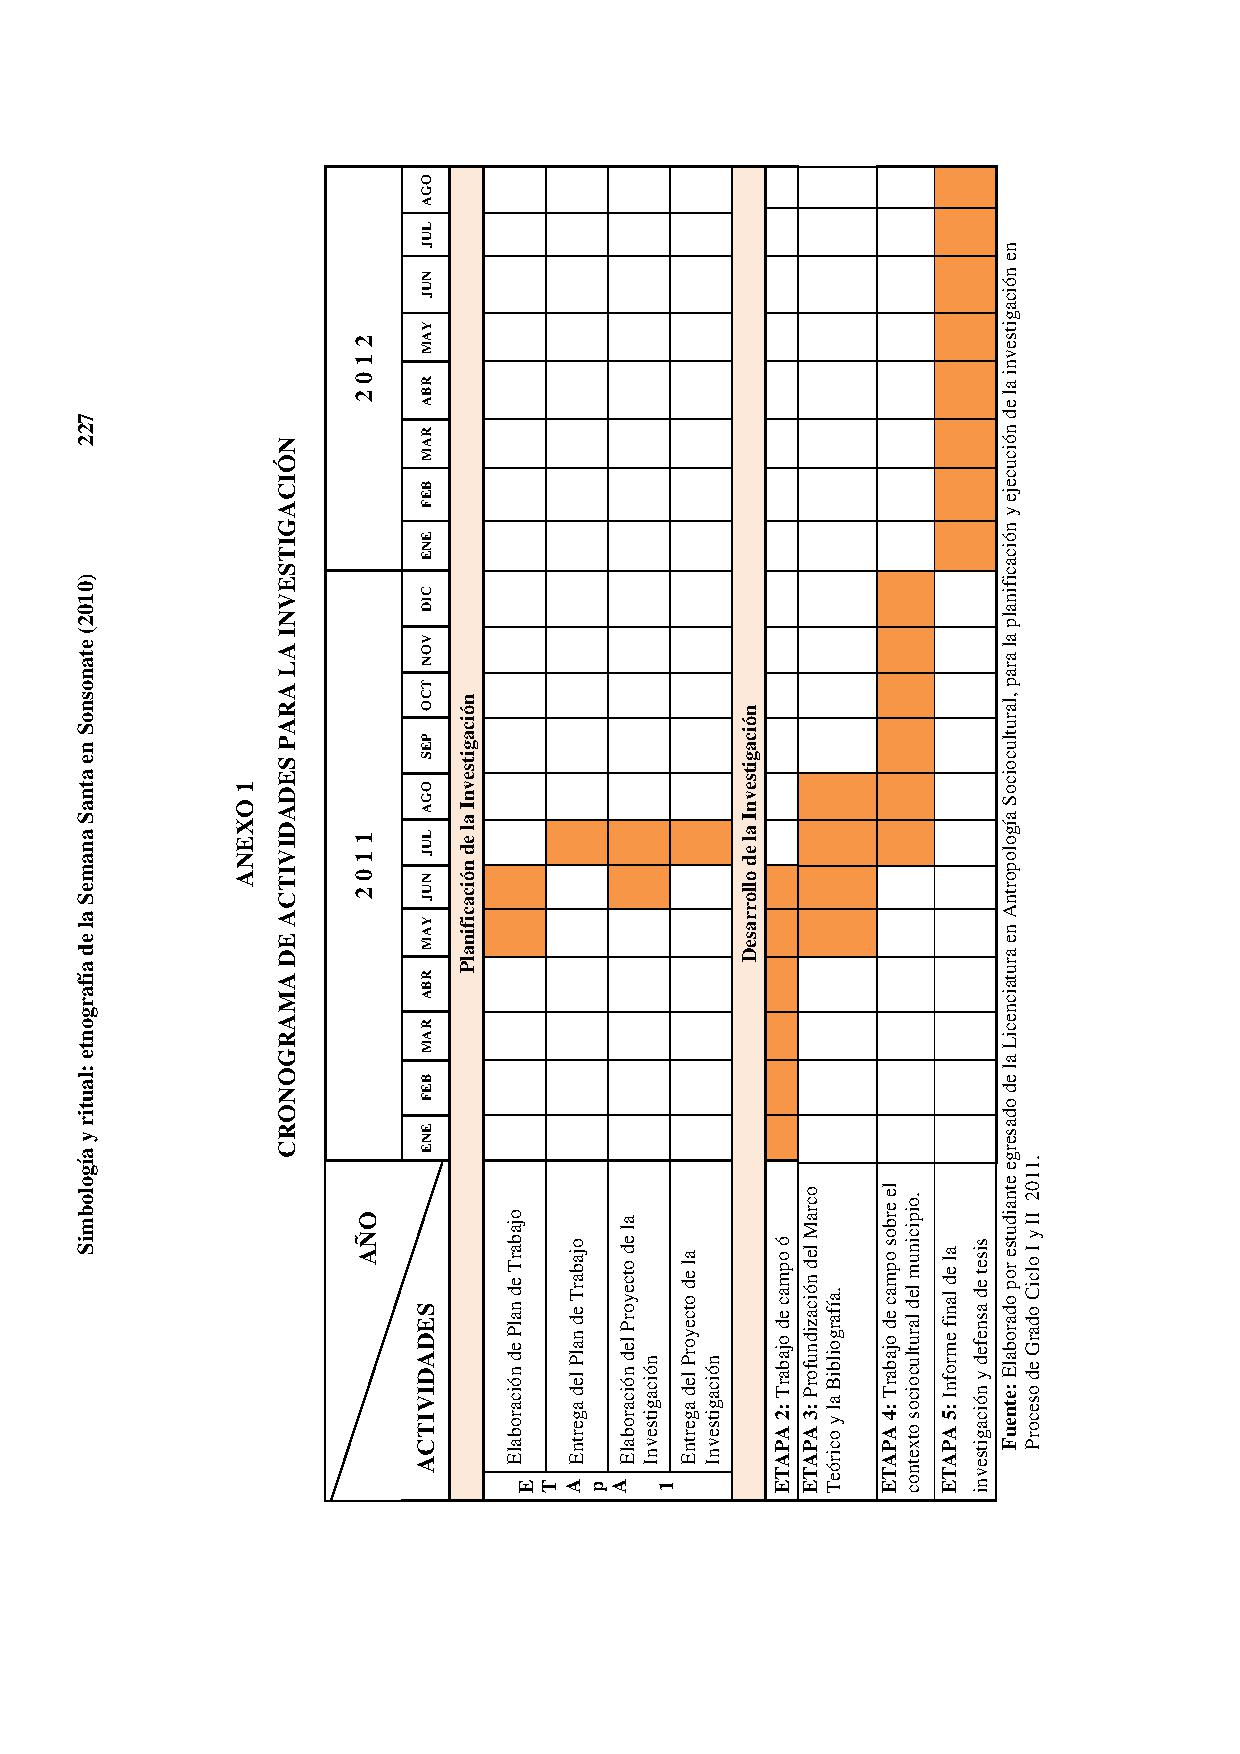 Simbología y ritual: etnografía de la Semana Santa en Sonsonate (2010) 227
ANEXO 1
CRONOGRAMA DE ACTIVIDADES PARA LA INVESTIGACIÓN
AÑO
ACTIVIDADES
2 0 1 1
2 0 1 2
ENE FEB MAR ABR MAY JUN JUL AGO SEP OCT NOV DIC ENE FEB MAR ABR MAY JUN JUL AGO
Planificación de la Investigación
E
T
A
P
A
1
Elaboración de Plan de Trabajo
Entrega del Plan de Trabajo
Elaboración del Proyecto de la
Investigación
Entrega del Proyecto de la
Investigación
Desarrollo de la Investigación
ETAPA 2: Trabajo de campo ó
ETAPA 3: Profundización del Marco
Teórico y la Bibliografía.
ETAPA 4: Trabajo de campo sobre el
contexto sociocultural del municipio.
ETAPA 5: Informe final de la
investigación y defensa de tesis
Fuente: Elaborado por estudiante egresado de la Licenciatura en Antropología Sociocultural, para la planificación y ejecución de la investigación en
Proceso de Grado Ciclo I y II 2011.